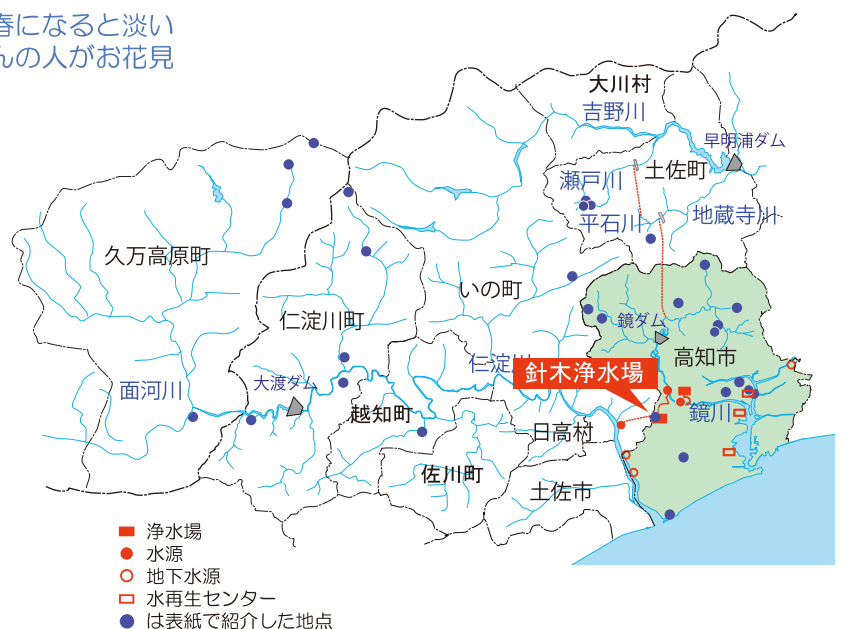 春になると淡い
んの人がお花見
大川村
吉野川
早明浦ダム
土佐町
瀬戸川
地蔵寺川
平石川
久万高原町
いの町
仁淀川町
鏡ダム
高知市
仁淀川
針木浄水場
大渡ダム
面河川
越知町
鏡川
日高村
佐川町
土佐市
浄水場
水源
地下水源
水再生センター
は表紙で紹介した地点